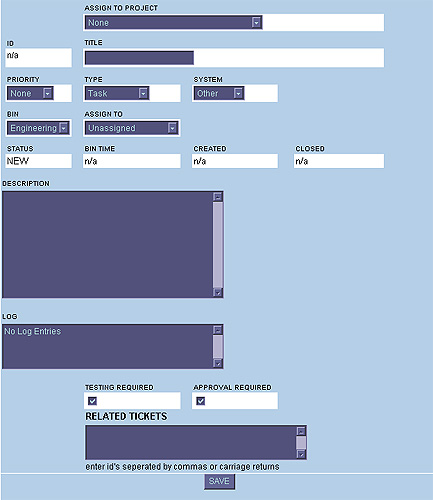 ASSIGN TO PROJECT
None
ID TITLE
n/a
PRIORITY TYPE SYSTEM
None Task Other
BIN ASSIGN TO
Engineering Unassigned
STATUS BIN TIME CREATED CLOSED
NEW n/a n/a n/a
DESCRIPTION
LOG
No Log Entries
TESTING REQUIRED APPROVAL REQUIRED
RELATED TICKETS
enter id's seperated by commas or carriage returns
SAVE